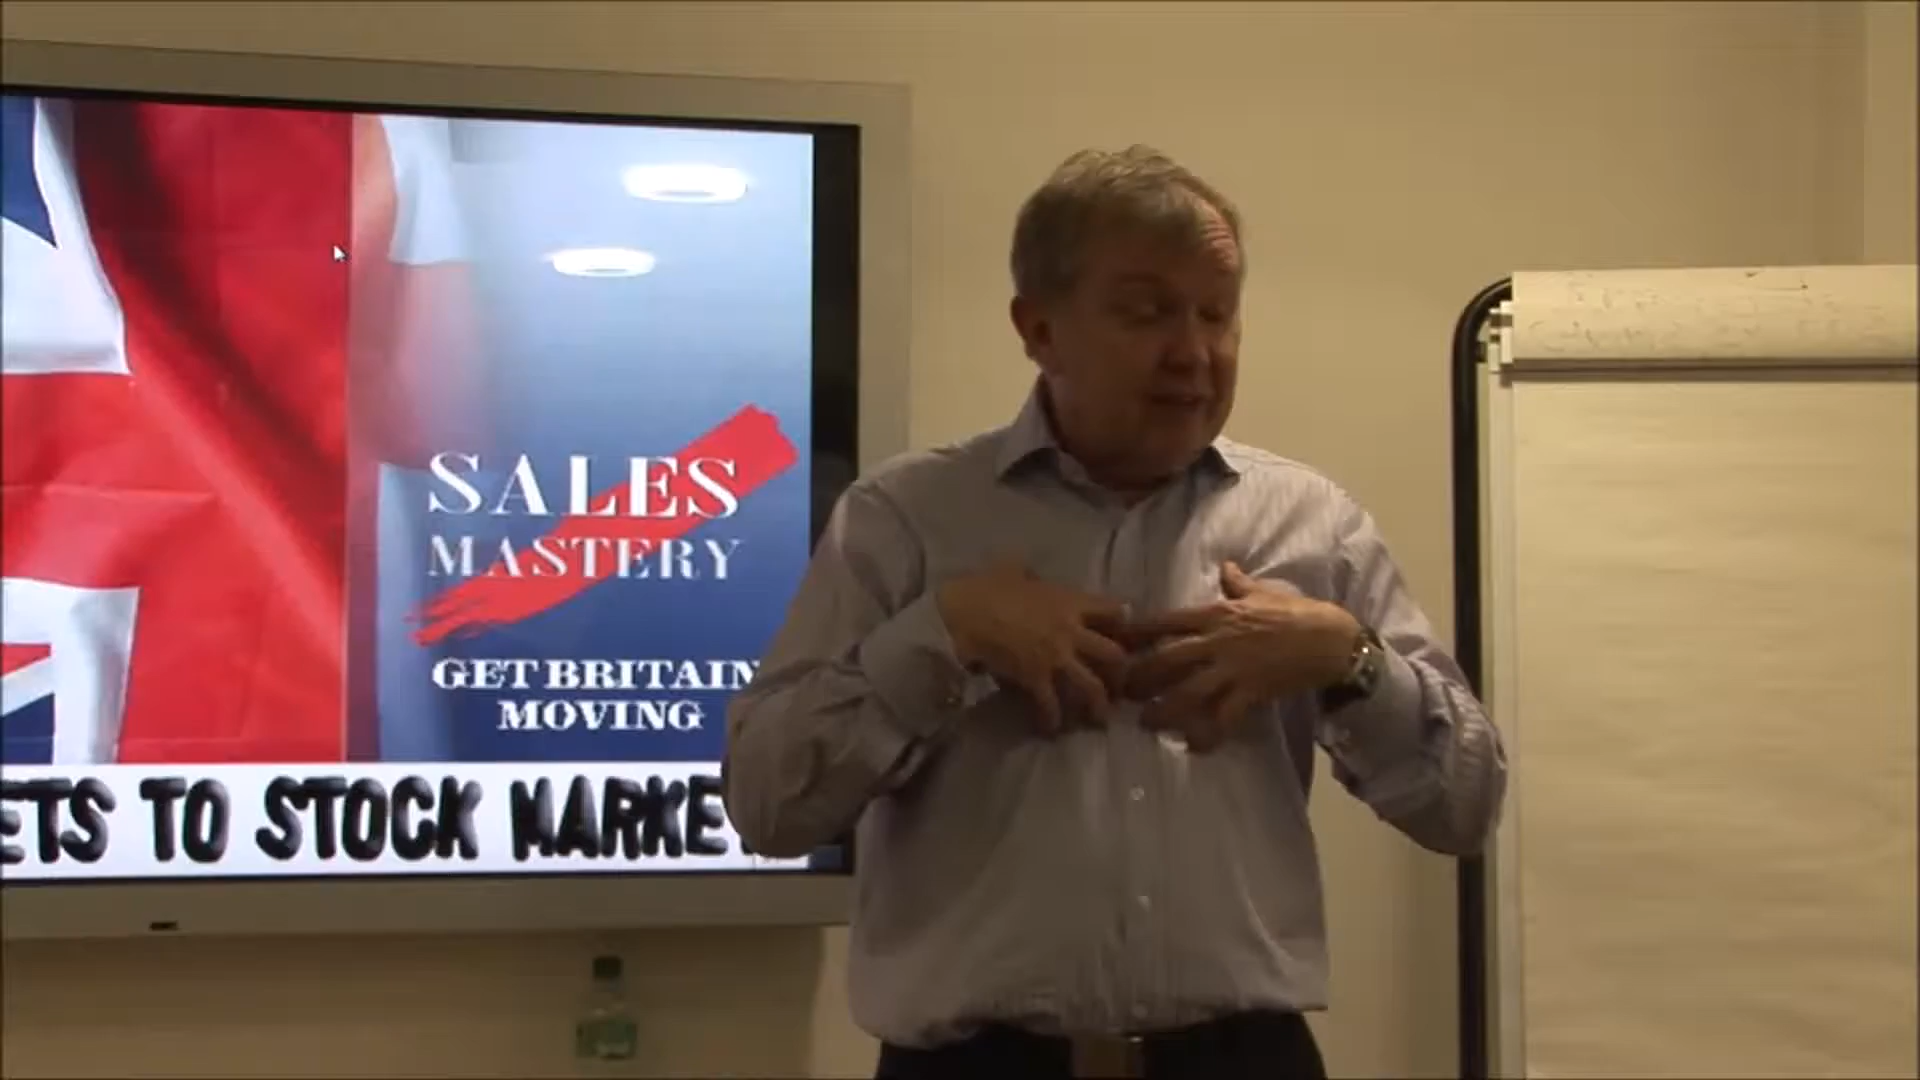 SALES
MASTERY
GET BRITAIN
MOVING
ETS TO STOCK MARKE